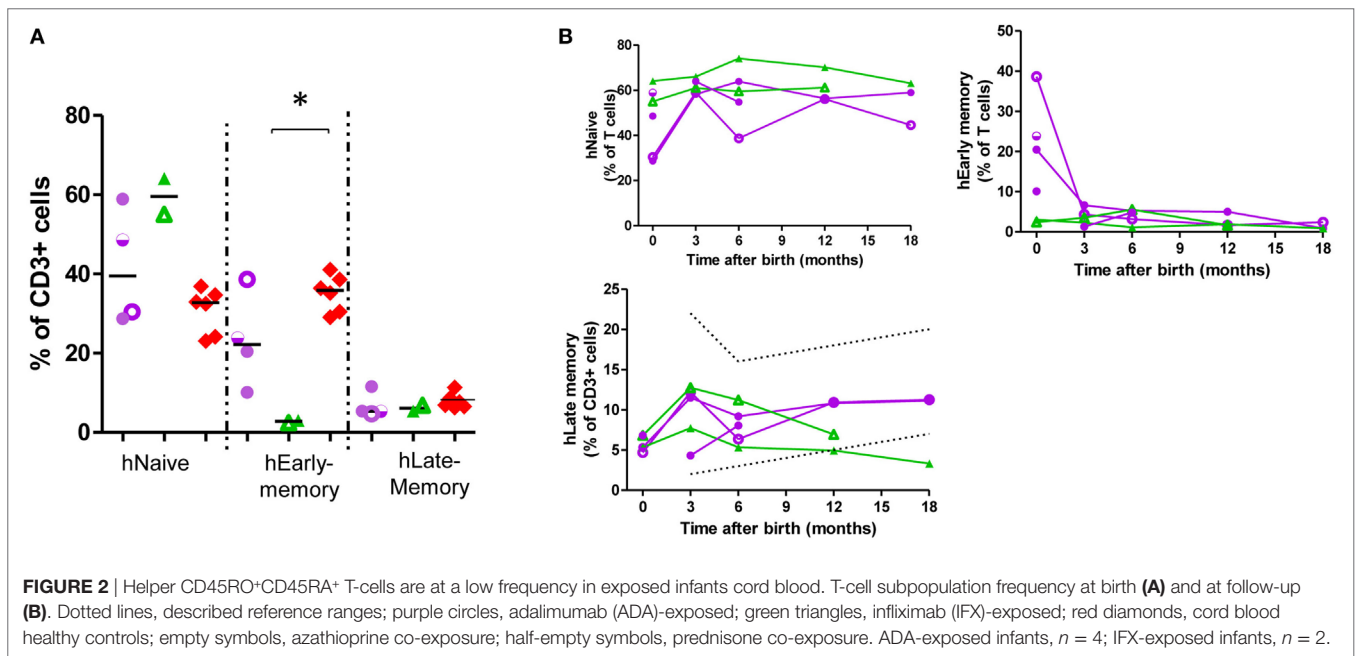 A
*
80
60
40
20
0
% of CD3+ cells
hNaive
hEarly-
memory
hLate-
Memory
B
80
60
40
20
0
hNaive
(% of T cells)
0 3 6 9 12 15 18
Time after birth (months)
50
40
30
20
10
0
hEarly memory
(% of T cells)
0 3 6 9 12 15 18
Time after birth (months)
25
20
15
10
5
0
hLate memory
(% of CD3+ cells)
0 3 6 9 12 15 18
Time after birth (months)
FIGURE 2 | Helper CD45RO⁺CD45RA⁺ T-cells are at a low frequency in exposed infants cord blood. T-cell subpopulation frequency at birth (A) and at follow-up
(B). Dotted lines, described reference ranges; purple circles, adalimumab (ADA)-exposed; green triangles, infliximab (IFX)-exposed; red diamonds, cord blood
healthy controls; empty symbols, azathioprine co-exposure; half-empty symbols, prednisone co-exposure. ADA-exposed infants, n = 4; IFX-exposed infants, n = 2.